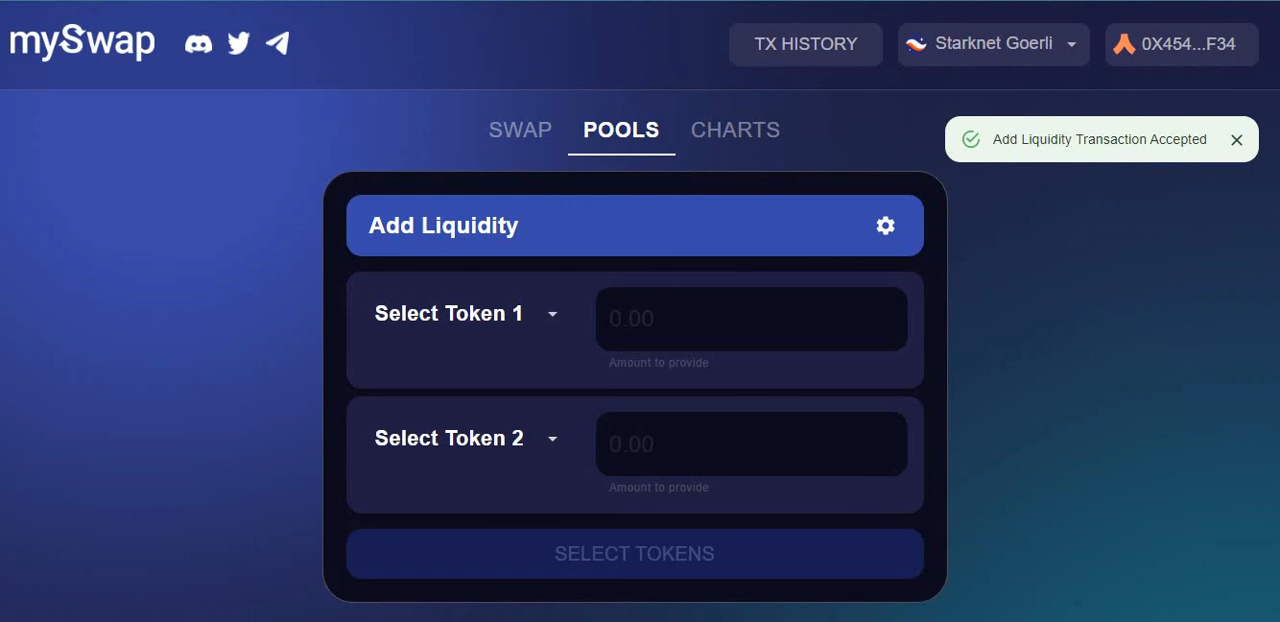 mySwap
TX HISTORY
Starknet Goerli
0X454...F34
SWAP
POOLS
CHARTS
Add Liquidity Transaction Accepted
Add Liquidity
Select Token 1
0.00
Amount to provide
Select Token 2
0.00
Amount to provide
SELECT TOKENS